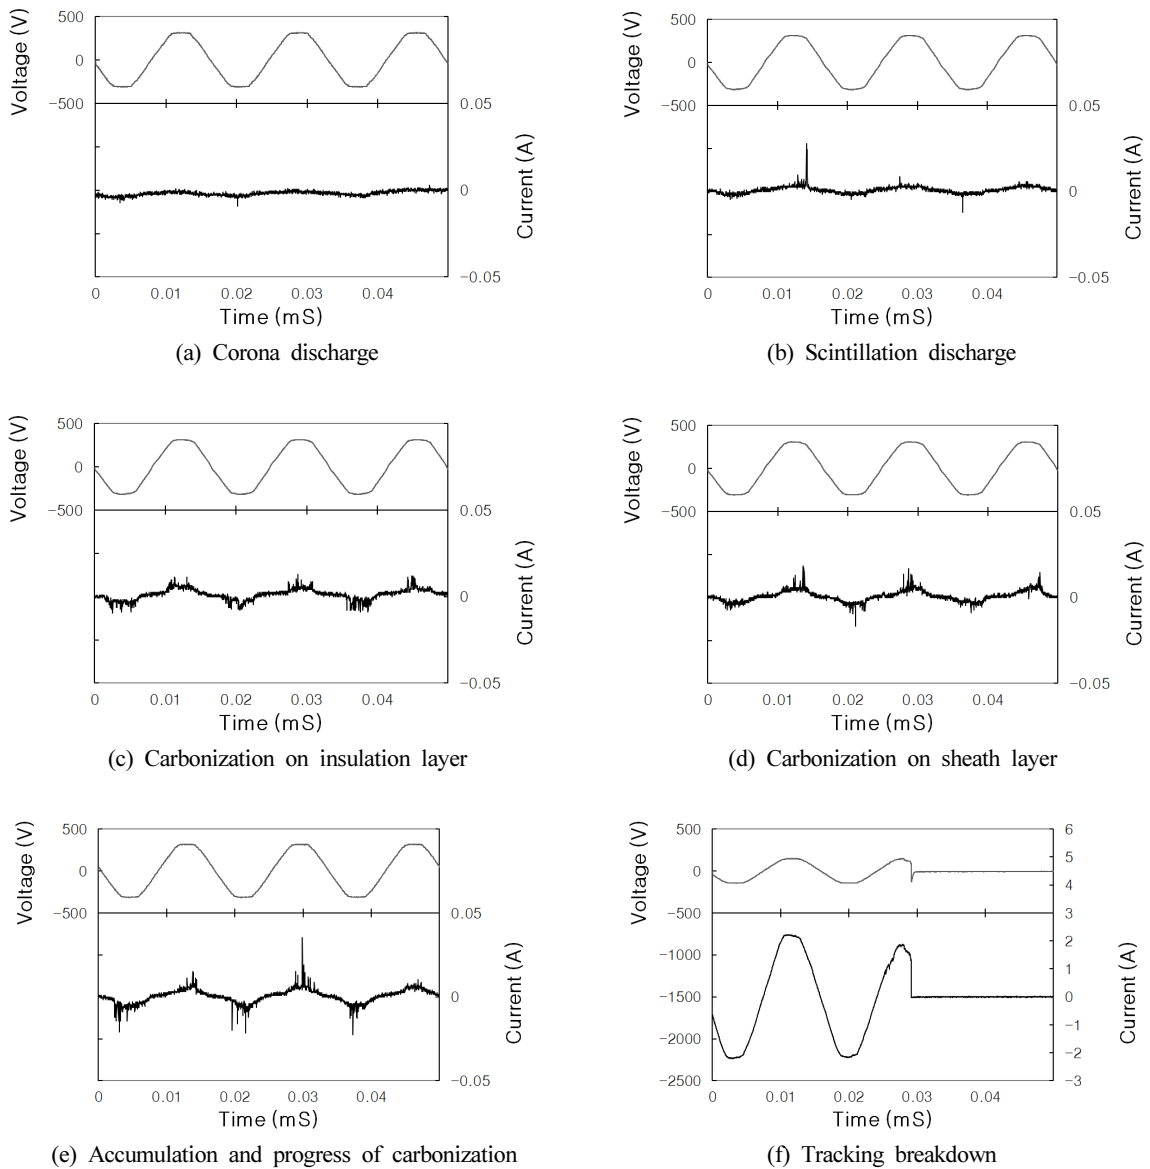 Voltage (V)
500
0
-500
0.05
0
-0.05
Current (A)
0 0.01 0.02 0.03 0.04
Time (mS)
(a) Corona discharge
Voltage (V)
500
0
-500
0.05
0
-0.05
Current (A)
0 0.01 0.02 0.03 0.04
Time (mS)
(b) Scintillation discharge
Voltage (V)
500
0
-500
0.05
0
-0.05
Current (A)
0 0.01 0.02 0.03 0.04
Time (mS)
(c) Carbonization on insulation layer
Voltage (V)
500
0
-500
0.05
0
-0.05
Current (A)
0 0.01 0.02 0.03 0.04
Time (mS)
(d) Carbonization on sheath layer
Voltage (V)
500
0
-500
0.05
0
-0.05
Current (A)
0 0.01 0.02 0.03 0.04
Time (mS)
(e) Accumulation and progress of carbonization
Voltage (V)
500
0
-500
-1000
-1500
-2000
-2500
6
5
4
3
2
1
0
-1
-2
-3
Current (A)
0 0.01 0.02 0.03 0.04
Time (mS)
(f) Tracking breakdown